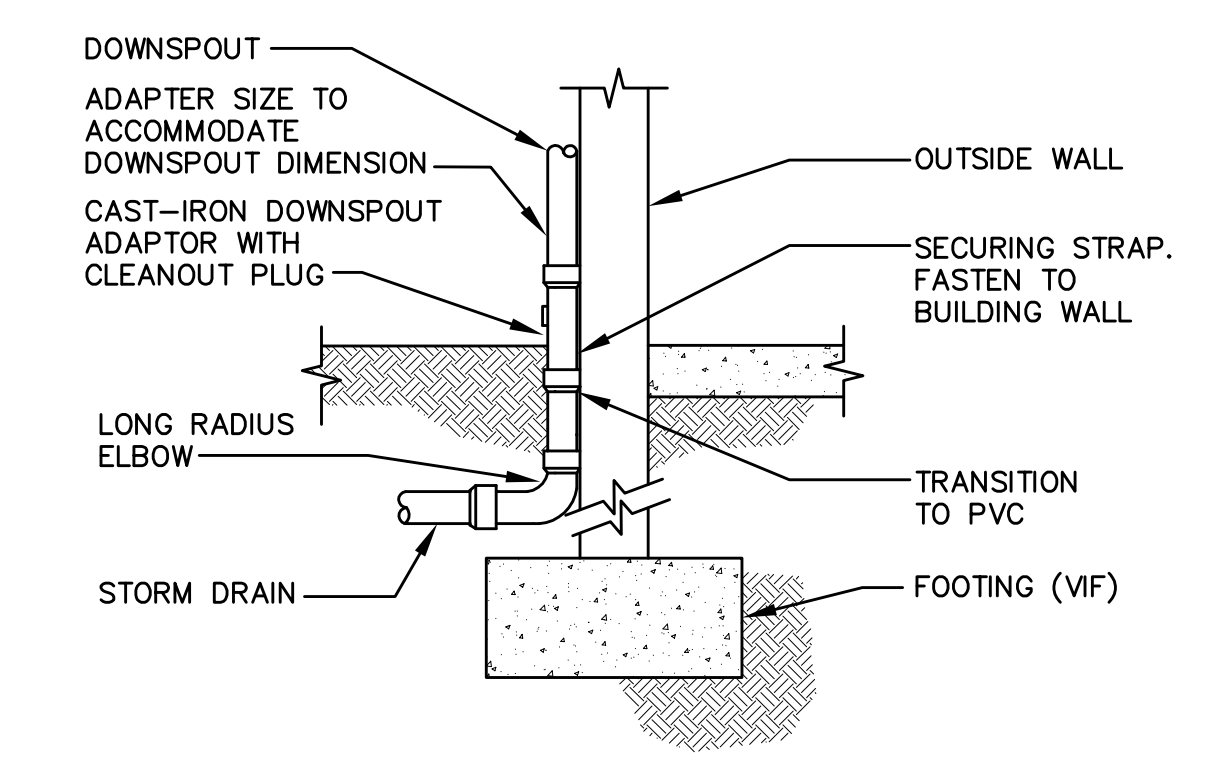 DOWNSPOUT
ADAPTER SIZE TO
ACCOMMODATE
DOWNSPOUT DIMENSION
CAST-IRON DOWNSPOUT
ADAPTOR WITH
CLEANOUT PLUG
LONG RADIUS
ELBOW
STORM DRAIN
OUTSIDE WALL
SECURING STRAP.
FASTEN TO
BUILDING WALL
TRANSITION
TO PVC
FOOTING (VIF)